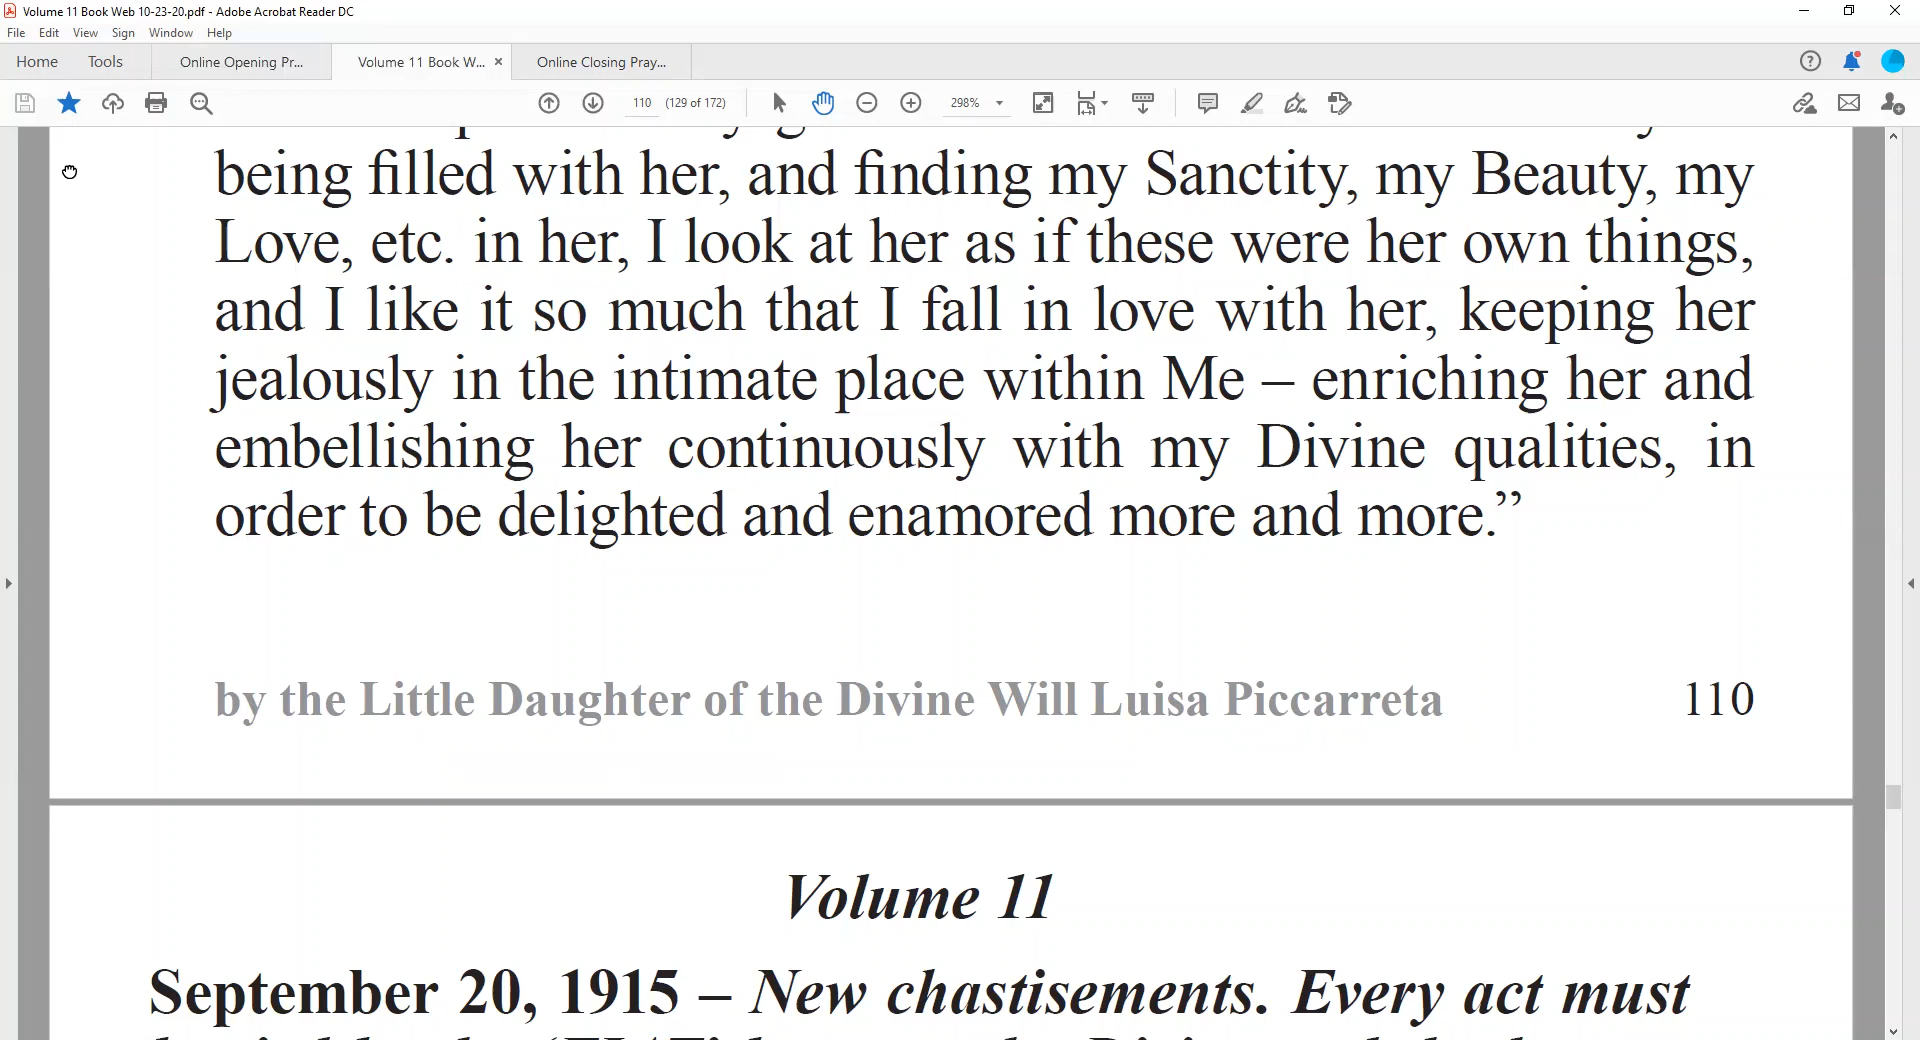 Volume 11 Book Web 10-23-20.pdf - Adobe Acrobat Reader DC
File Edit View Sign Window Help
Home Tools Online Opening Pr... Volume 11 Book W... × Online Closing Pray...
110 (129 of 172) 298%
being filled with her, and finding my Sanctity, my Beauty, my
Love, etc. in her, I look at her as if these were her own things,
and I like it so much that I fall in love with her, keeping her
jealously in the intimate place within Me – enriching her and
embellishing her continuously with my Divine qualities, in
order to be delighted and enamored more and more.”
by the Little Daughter of the Divine Will Luisa Piccarreta 110
Volume 11
September 20, 1915 – New chastisements. Every act must